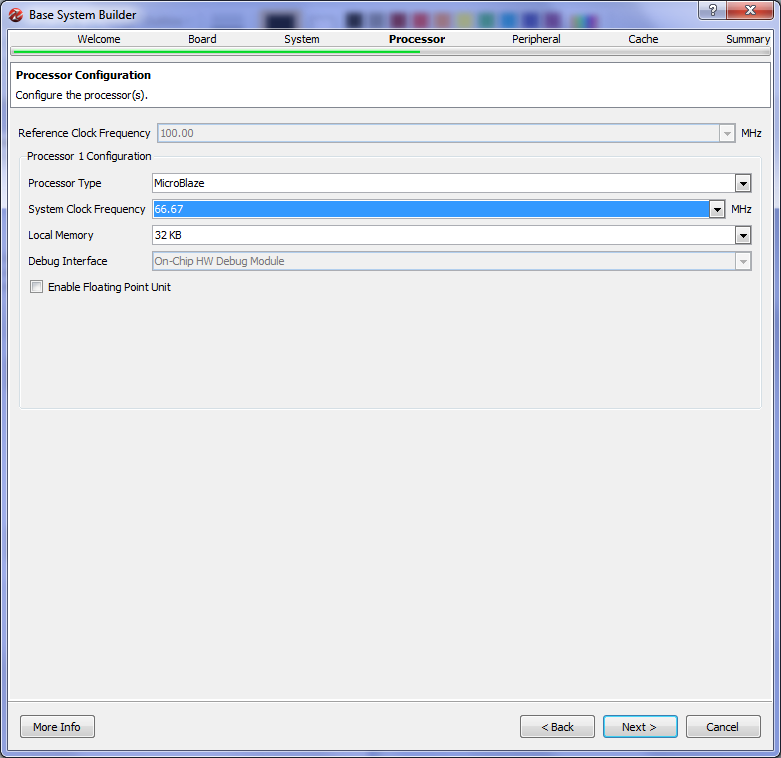 Base System Builder
?
Welcome Board System Processor Peripheral Cache Summary
Processor Configuration
Configure the processor(s).
Reference Clock Frequency 100.00 MHz
Processor 1 Configuration
Processor Type MicroBlaze
System Clock Frequency 66.67 MHz
Local Memory 32 KB
Debug Interface On-Chip HW Debug Module
Enable Floating Point Unit
More Info < Back Next > Cancel